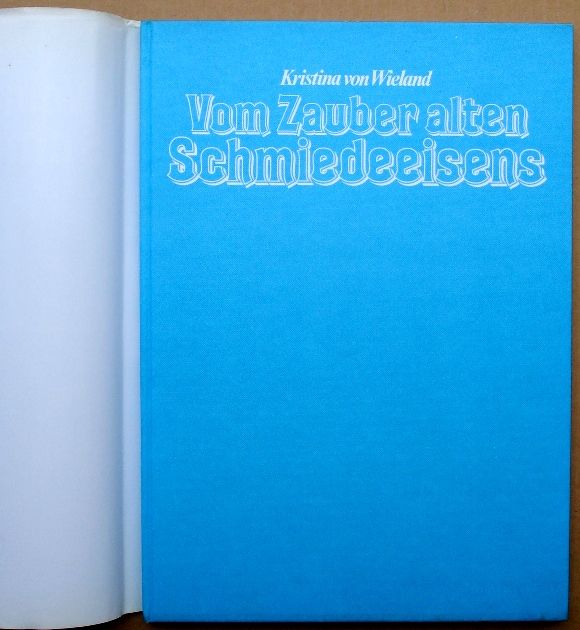 Kristina von Wieland
Vom Zauber alten
Schmiedeeisens